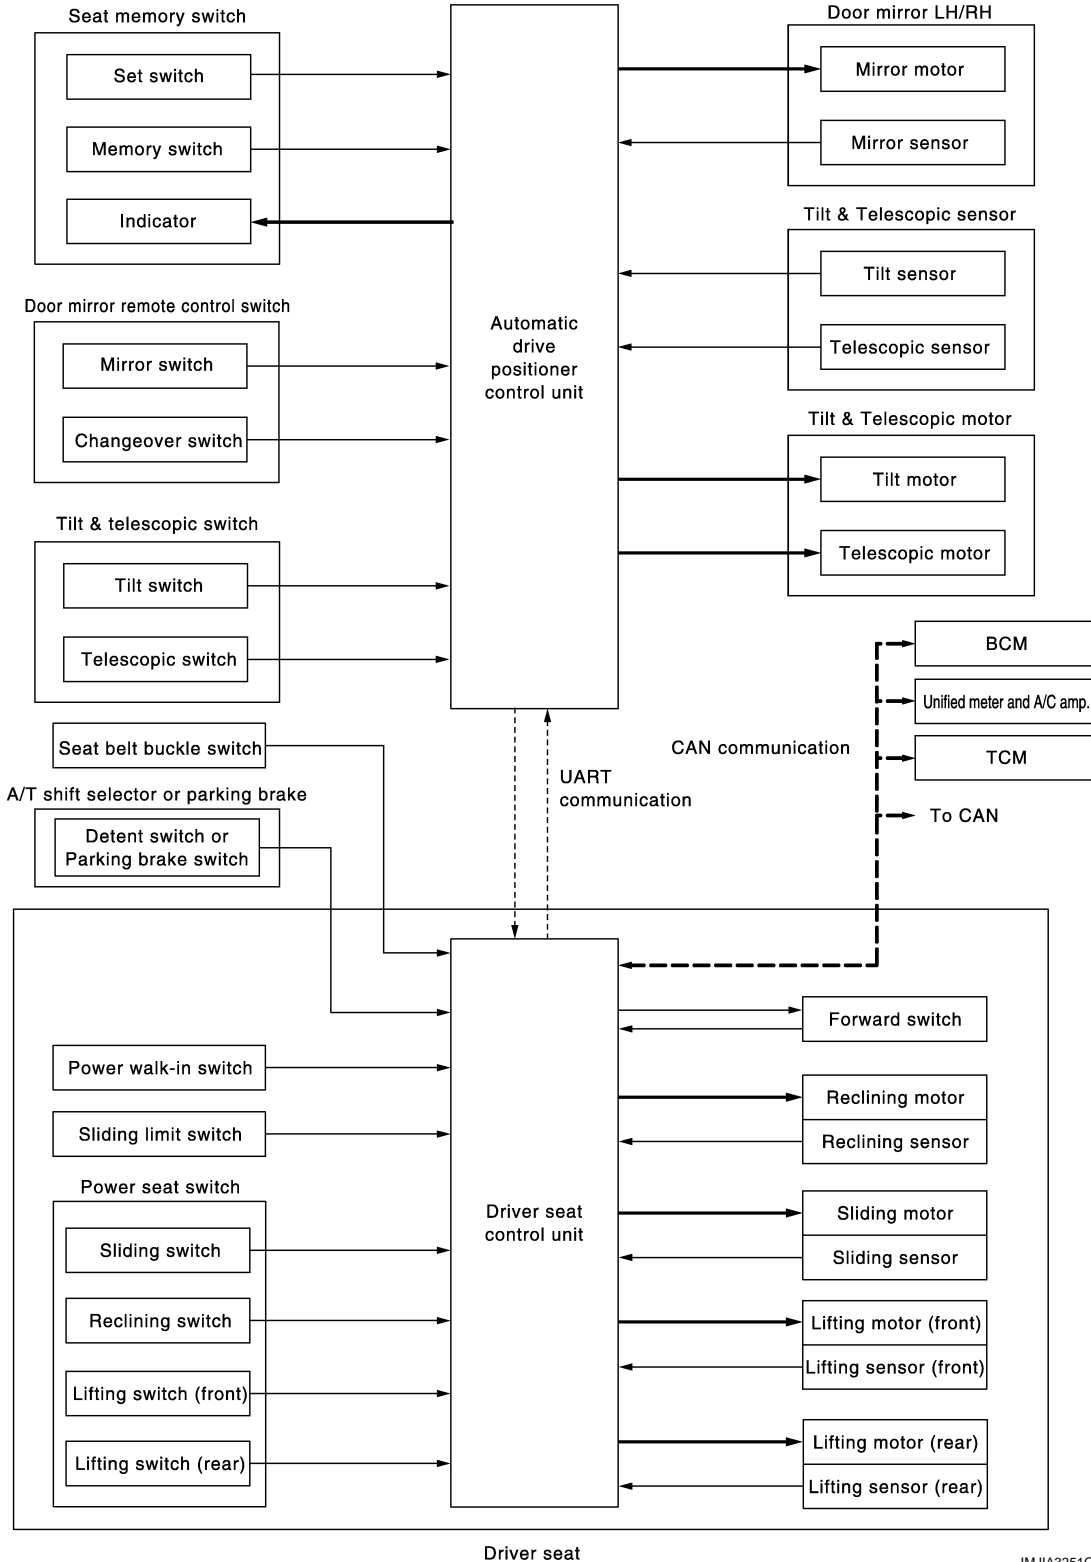 Seat memory switch
Set switch
Memory switch
Indicator
Door mirror remote control switch
Mirror switch
Changeover switch
Tilt & telescopic switch
Tilt switch
Telescopic switch
Seat belt buckle switch
A/T shift selector or parking brake
Detent switch or
Parking brake switch
Automatic
drive
positioner
control unit
Door mirror LH/RH
Mirror motor
Mirror sensor
Tilt & Telescopic sensor
Tilt sensor
Telescopic sensor
Tilt & Telescopic motor
Tilt motor
Telescopic motor
UART
communication
CAN communication
BCM
Unified meter and A/C amp.
TCM
To CAN
Power walk-in switch
Sliding limit switch
Power seat switch
Sliding switch
Reclining switch
Lifting switch (front)
Lifting switch (rear)
Driver seat
control unit
Forward switch
Reclining motor
Reclining sensor
Sliding motor
Sliding sensor
Lifting motor (front)
Lifting sensor (front)
Lifting motor (rear)
Lifting sensor (rear)
Driver seat